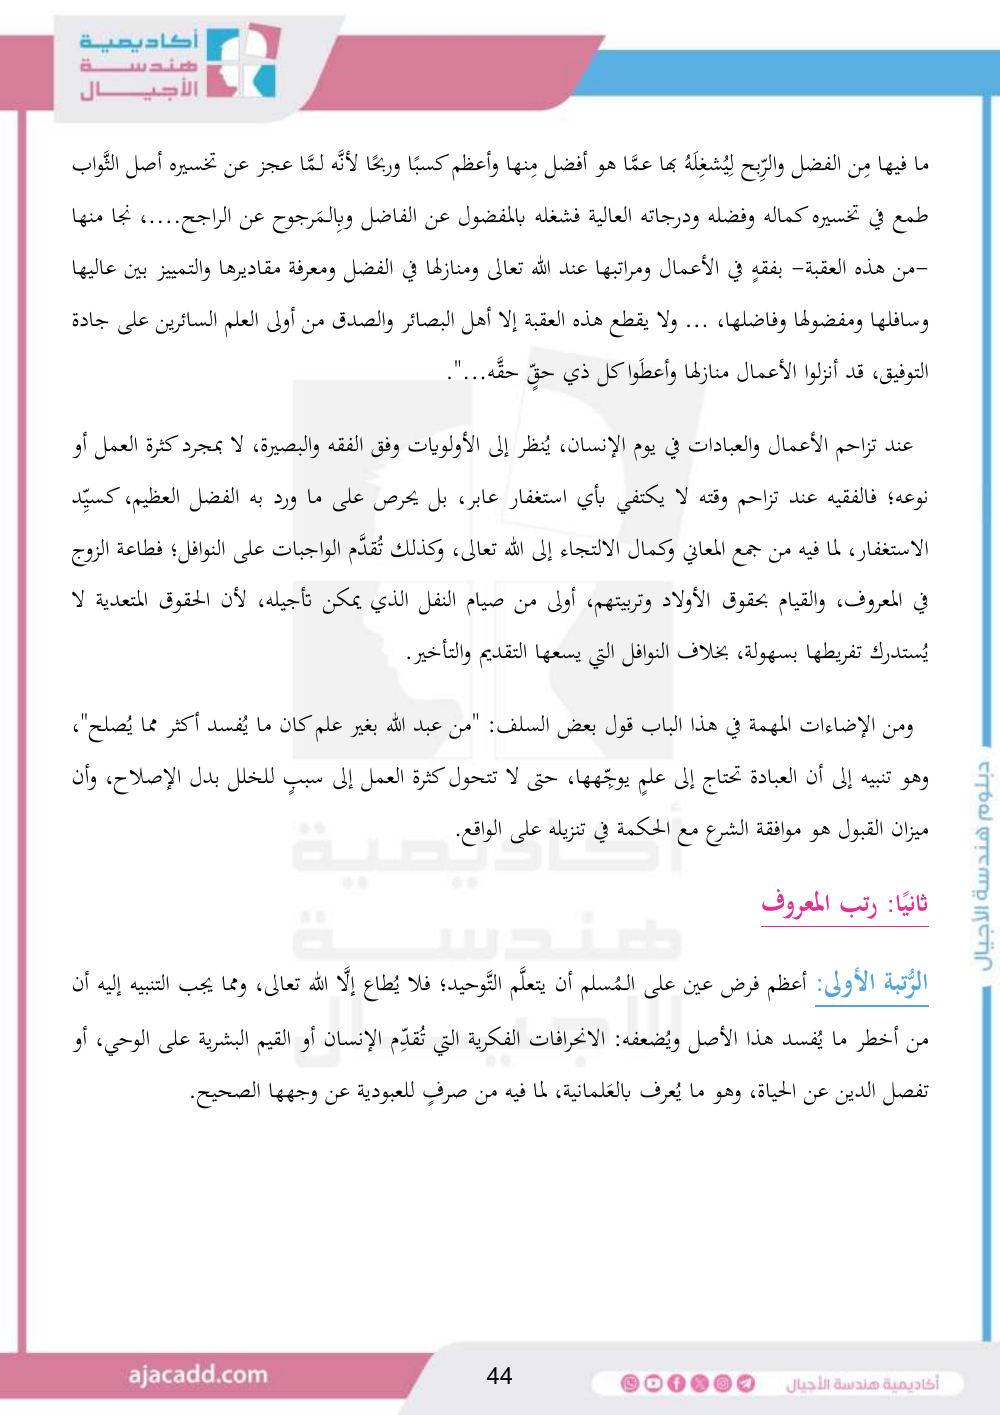 أكاديمية
هندسة
الأجيال
ما فيها مِن الفضل والرِّبح لِيُشغِلَهُ بها عمَّا هو أفضل مِنها وأعظم كسبًا وربحًا لأنَّه لمَّا عجز عن تخسيره أصل الثَّواب
طمع في تخسيره كماله وفضله ودرجاته العالية فشغله بالمفضول عن الفاضل وبِالمَرجوح عن الراجح....، نجا منها
-من هذه العقبة- بفقهٍ في الأعمال ومراتبها عند الله تعالى ومنازلها في الفضل ومعرفة مقاديرها والتمييز بين عاليها
وسافلها ومفضولها وفاضلها، ... ولا يقطع هذه العقبة إلا أهل البصائر والصدق من أولى العلم السائرين على جادة
التوفيق، قد أنزلوا الأعمال منازلها وأعطَوا كل ذي حقّ حقَّه...".
عند تزاحم الأعمال والعبادات في يوم الإنسان، يُنظر إلى الأولويات وفق الفقه والبصيرة، لا بمجرد كثرة العمل أو
نوعه؛ فالفقيه عند تزاحم وقته لا يكتفي بأي استغفار عابر، بل يحرص على ما ورد به الفضل العظيم، كسيِّد
الاستغفار، لما فيه من جمع المعاني وكمال الالتجاء إلى الله تعالى، وكذلك تُقدَّم الواجبات على النوافل؛ فطاعة الزوج
في المعروف، والقيام بحقوق الأولاد وتربيتهم، أولى من صيام النفل الذي يمكن تأجيله، لأن الحقوق المتعدية لا
يُستدرك تفريطها بسهولة، بخلاف النوافل التي يسعها التقديم والتأخير.
ومن الإضاءات المهمة في هذا الباب قول بعض السلف: "من عبد الله بغير علم كان ما يُفسد أكثر مما يُصلح"،
وهو تنبيه إلى أن العبادة تحتاج إلى علمٍ يوجِّهها، حتى لا تتحول كثرة العمل إلى سببٍ للخلل بدل الإصلاح، وأن
ميزان القبول هو موافقة الشرع مع الحكمة في تنزيله على الواقع.
ثانيًا: رتب المعروف
الرُّتبة الأولى: أعظم فرض عين على المُسلم أن يتعلَّم التَّوحيد؛ فلا يُطاع إلَّا الله تعالى، ومما يجب التنبيه إليه أن
من أخطر ما يُفسد هذا الأصل ويُضعفه: الانحرافات الفكرية التي تُقدِّم الإنسان أو القيم البشرية على الوحي، أو
تفصل الدين عن الحياة، وهو ما يُعرف بالعَلمانية، لما فيه من صرفٍ للعبودية عن وجهها الصحيح.
أكاديمية
هندسة
الأجيال
دبلوم هندسة الأجيال
ajacadd.com
44
أكاديمية هندسة الأجيال